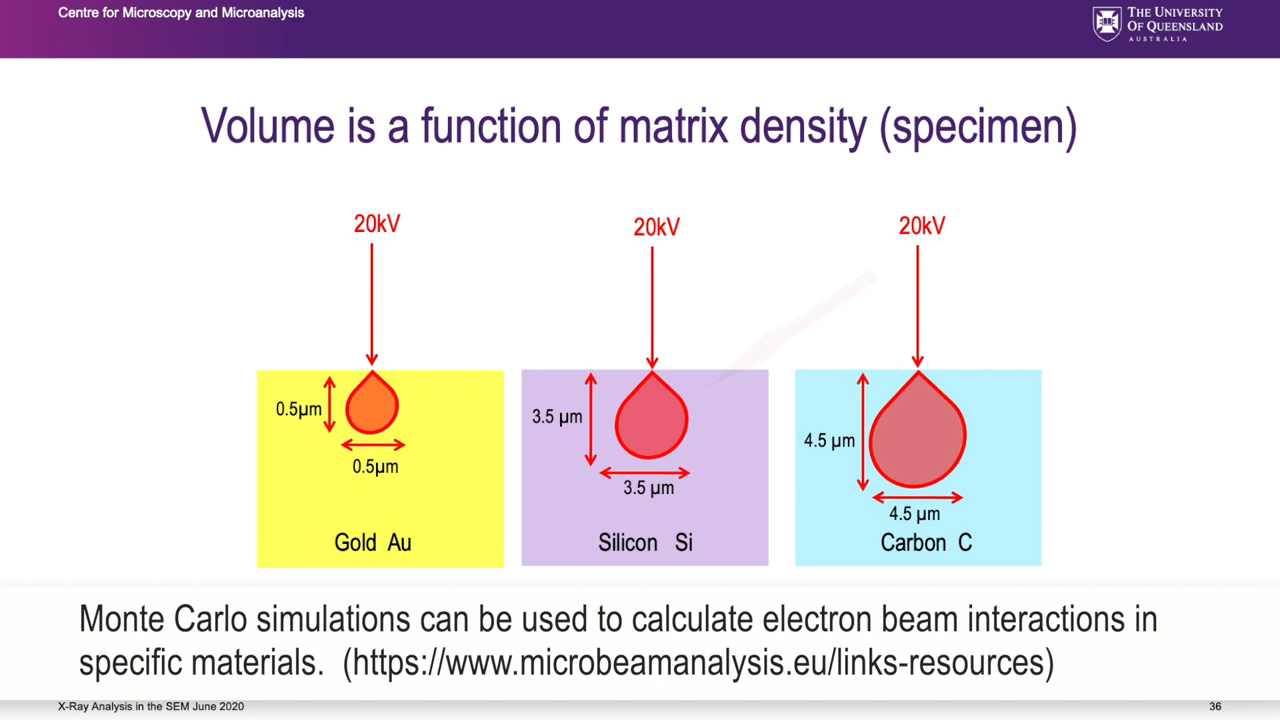 Centre for Microscopy and Microanalysis
THE UNIVERSITY
OF QUEENSLAND
AUSTRALIA
Volume is a function of matrix density (specimen)
20kV
20kV
20kV
0.5µm
0.5µm
Gold Au
3.5 µm
3.5 µm
Silicon Si
4.5 µm
4.5 µm
Carbon C
Monte Carlo simulations can be used to calculate electron beam interactions in
specific materials. (https://www.microbeamanalysis.eu/links-resources)
X-Ray Analysis in the SEM June 2020
36